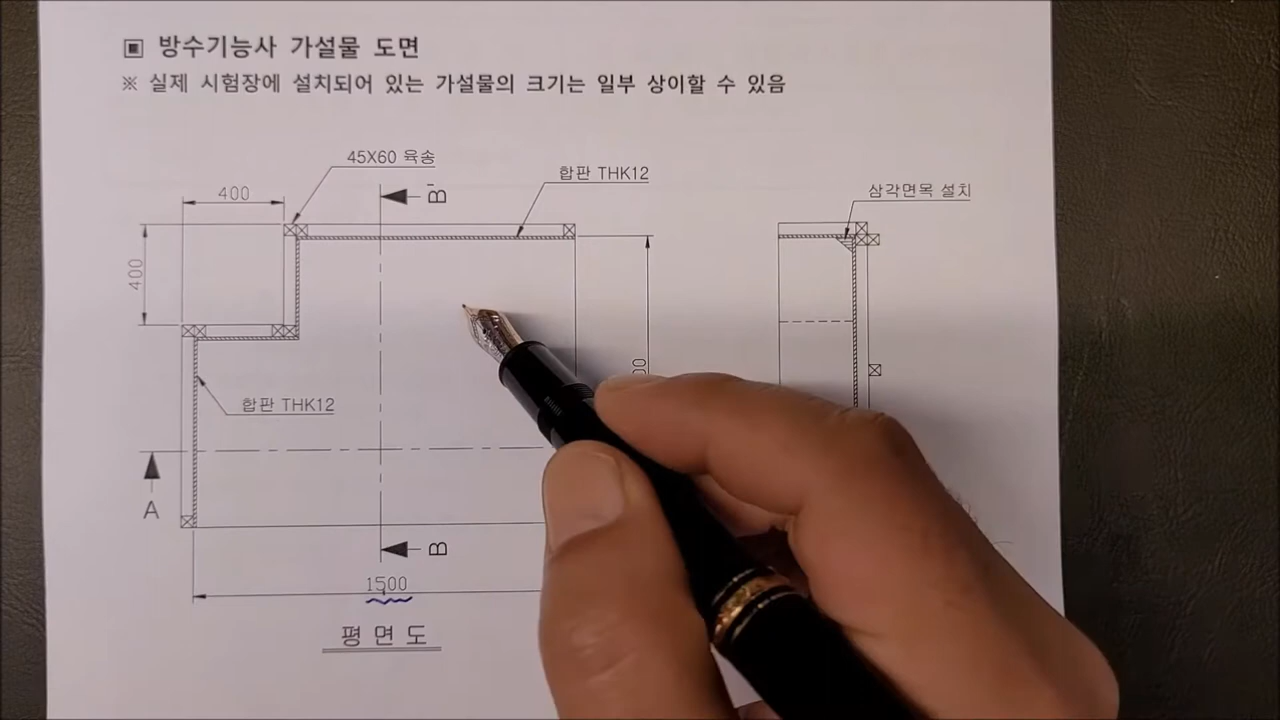 ▣ 방수기능사 가설물 도면
※ 실제 시험장에 설치되어 있는 가설물의 크기는 일부 상이할 수 있음
45X60 육송
합판 THK12
삼각면목 설치
400
B'
400
합판 THK12
A
B
1500
평면도